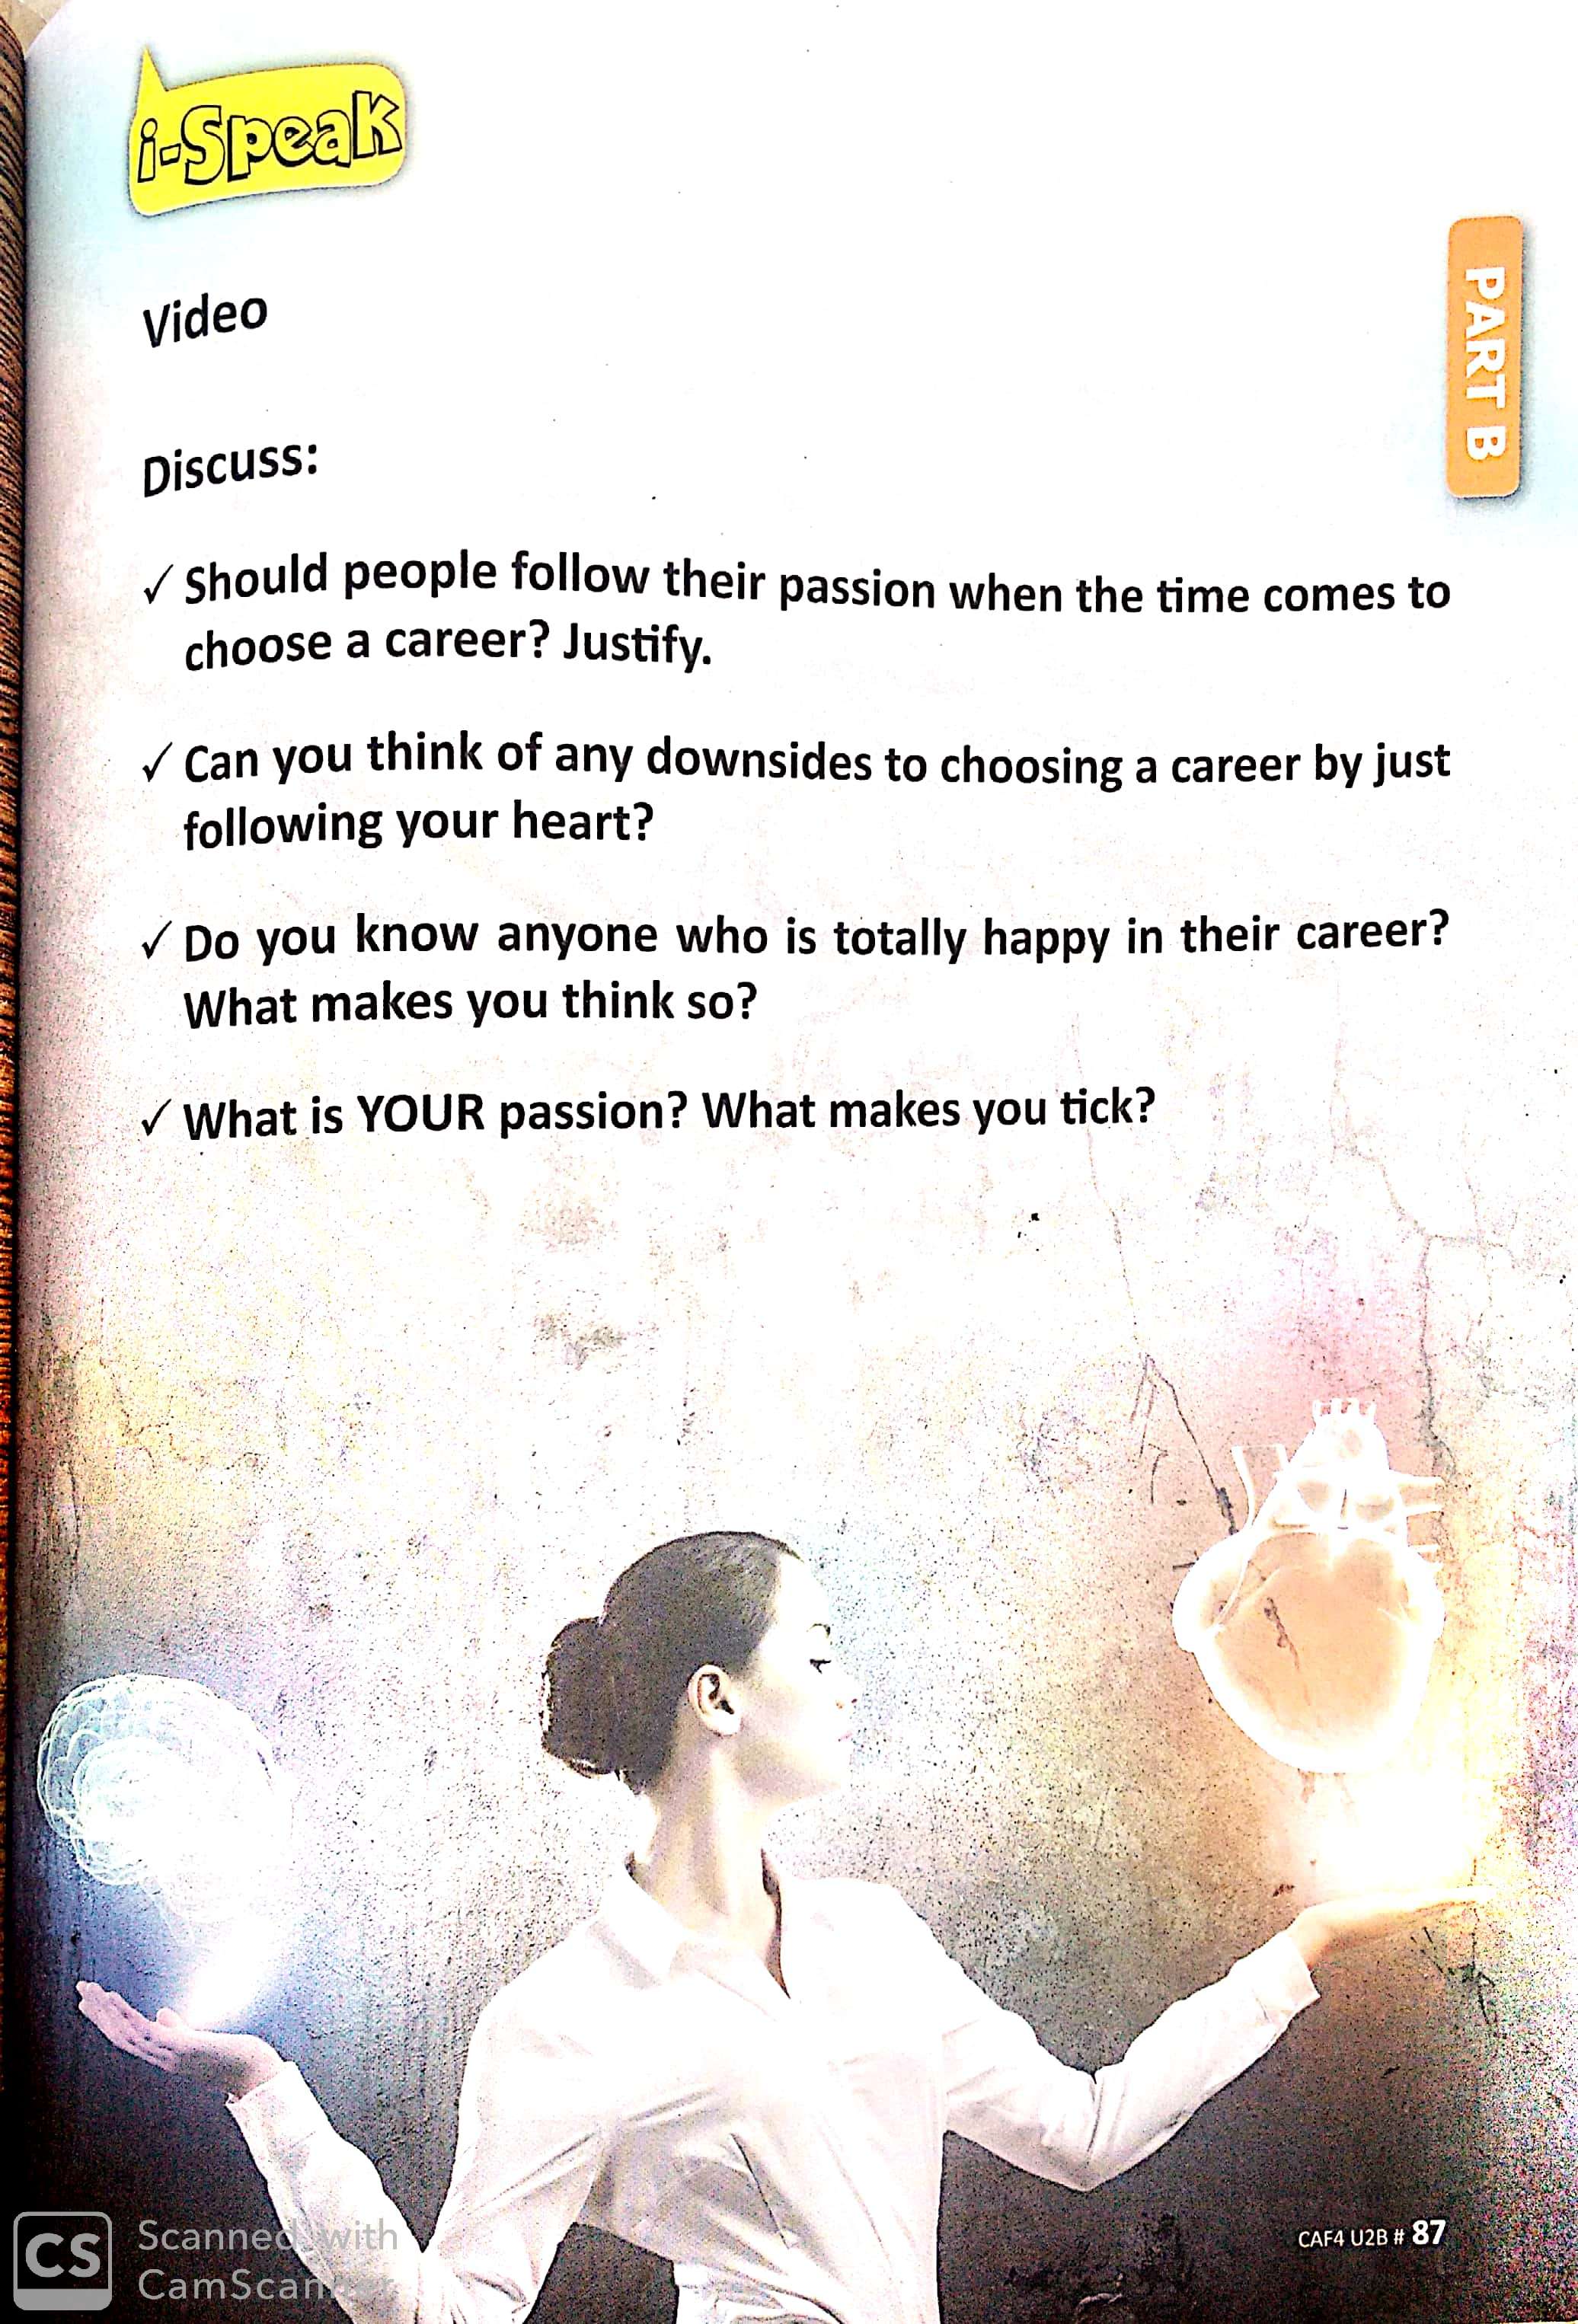 i-Speak
PART B
Video
Discuss:
✓ Should people follow their passion when the time comes to
choose a career? Justify.
✓ Can you think of any downsides to choosing a career by just
following your heart?
✓ Do you know anyone who is totally happy in their career?
What makes you think so?
✓ What is YOUR passion? What makes you tick?
CAF4 U2B # 87
CS Scanned with
CamScanner